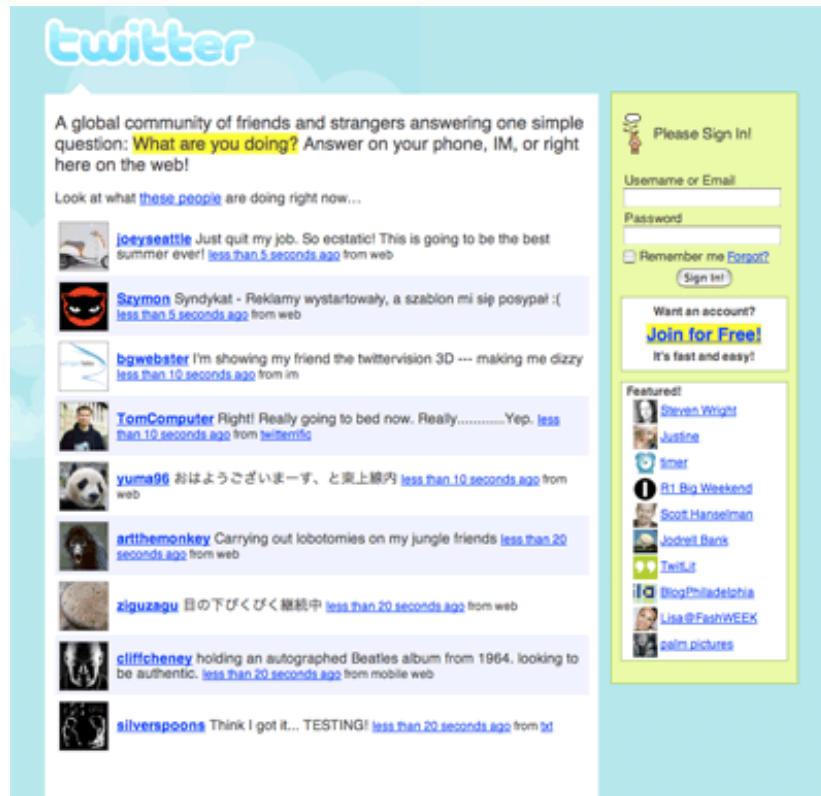 twitter
A global community of friends and strangers answering one simple
question: What are you doing? Answer on your phone, IM, or right
here on the web!
Look at what these people are doing right now...
joeyseattle Just quit my job. So ecstatic! This is going to be the best
summer ever! less than 5 seconds ago from web
Szymon Syndykat - Reklamy wystartowały, a szablon mi się posypał :(
less than 5 seconds ago from web
bgwebster I'm showing my friend the twittervision 3D --- making me dizzy
less than 10 seconds ago from im
TomComputer Right! Really going to bed now. Really............Yep. less
than 10 seconds ago from twitterrific
yuma96 おはようございまーす、と東上線内 less than 10 seconds ago from
web
artthemonkey Carrying out lobotomies on my jungle friends less than 20
seconds ago from web
ziguzagu 目の下ぴくぴく継続中 less than 20 seconds ago from web
cliffcheney holding an autographed Beatles album from 1964. looking to
be authentic. less than 20 seconds ago from mobile web
silverspoons Think I got it... TESTING! less than 20 seconds ago from txt
Please Sign In!
Username or Email
Password
Remember me Forgot?
Sign In!
Want an account?
Join for Free!
It's fast and easy!
Featured!
Steven Wright
Justine
timer
R1 Big Weekend
Scott Hanselman
Jodrell Bank
TwitLit
BlogPhiladelphia
Lisa@FashWEEK
palm pictures